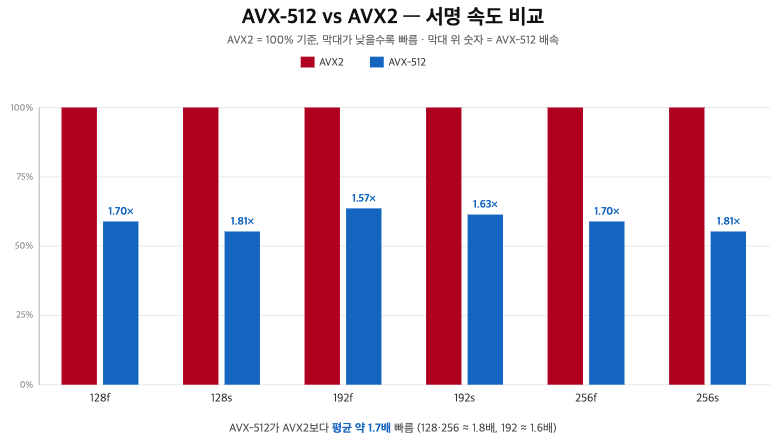 AVX-512 vs AVX2 — 서명 속도 비교
AVX2 = 100% 기준, 막대가 낮을수록 빠름 · 막대 위 숫자 = AVX-512 배속
AVX2 AVX-512
100%
75%
50%
25%
0%
1.70× 1.81× 1.57× 1.63× 1.70× 1.81×
128f 128s 192f 192s 256f 256s
AVX-512가 AVX2보다 평균 약 1.7배 빠름 (128·256 ≈ 1.8배, 192 ≈ 1.6배)